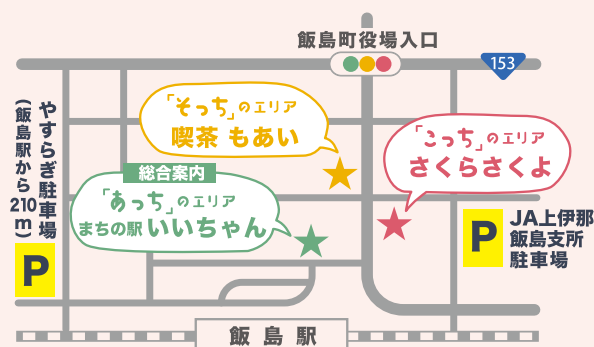 飯島町役場入口
153
「そっち」のエリア
喫茶 もあい
「こっち」のエリア
さくらさくよ
総合案内
「あっち」のエリア
まちの駅 いいちゃん
やすらぎ駐車場
(飯島駅から210m)
P
P
JA上伊那
飯島支所
駐車場
飯島駅